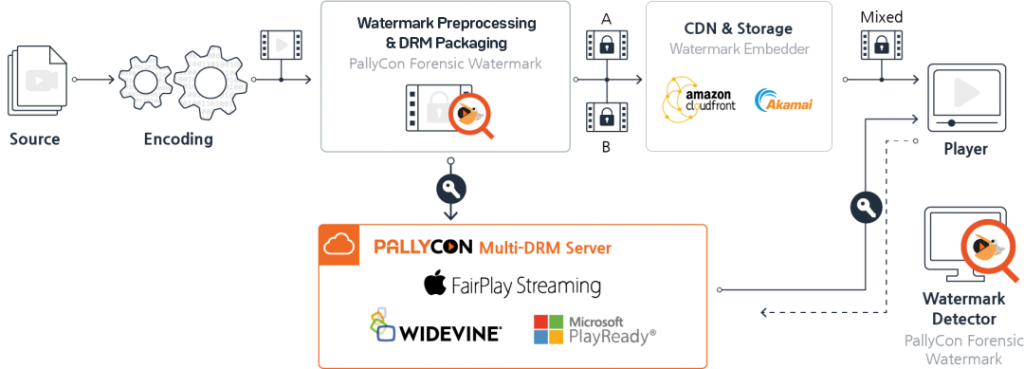 Source
Encoding
Watermark Preprocessing
& DRM Packaging
PallyCon Forensic Watermark
A
B
CDN & Storage
Watermark Embedder
amazon
cloudfront
Akamai
Mixed
Player
PALLYCON Multi-DRM Server
FairPlay Streaming
WIDEVINE
Microsoft
PlayReady®
Watermark
Detector
PallyCon Forensic
Watermark